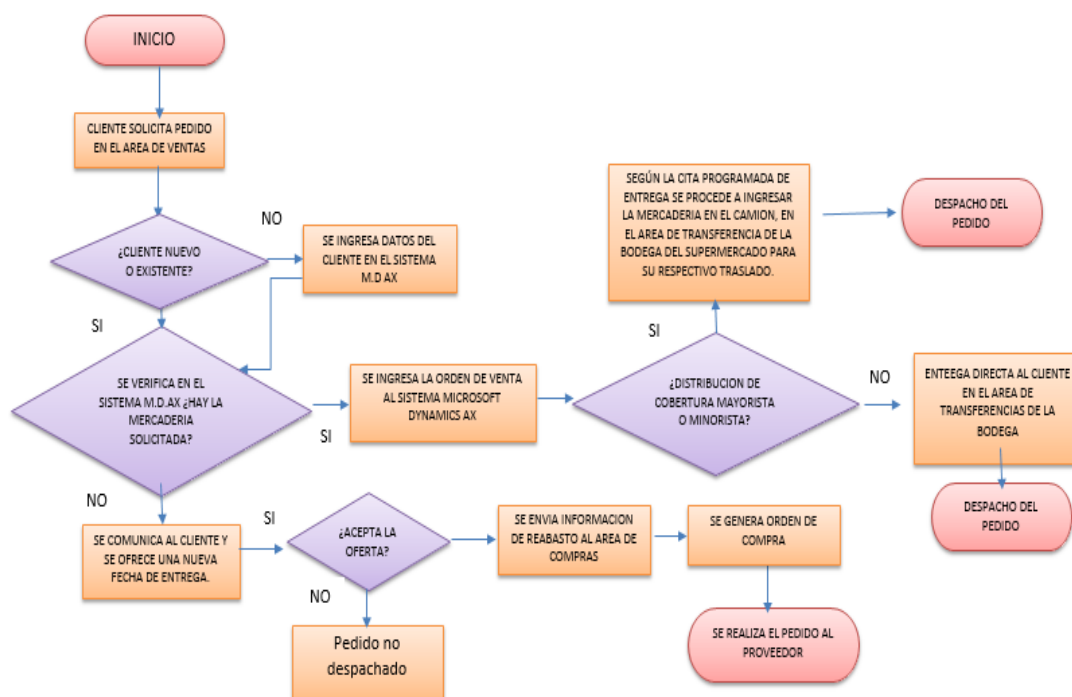 INICIO
CLIENTE SOLICITA PEDIDO
EN EL AREA DE VENTAS
¿CLIENTE NUEVO
O EXISTENTE?
NO
SE INGRESA DATOS DEL
CLIENTE EN EL SISTEMA
M.D AX
SI
SE VERIFICA EN EL
SISTEMA M.D.AX ¿HAY LA
MERCADERIA
SOLICITADA?
SI
SE INGRESA LA ORDEN DE VENTA
AL SISTEMA MICROSOFT
DYNAMICS AX
¿DISTRIBUCION DE
COBERTURA MAYORISTA
O MINORISTA?
SI
SEGÚN LA CITA PROGRAMADA DE
ENTREGA SE PROCEDE A INGRESAR
LA MERCADERIA EN EL CAMION, EN
EL AREA DE TRANSFERENCIA DE LA
BODEGA DEL SUPERMERCADO PARA
SU RESPECTIVO TRASLADO.
DESPACHO DEL
PEDIDO
NO
ENTEEGA DIRECTA AL CLIENTE
EN EL AREA DE
TRANSFERENCIAS DE LA
BODEGA
DESPACHO DEL
PEDIDO
NO
SE COMUNICA AL CLIENTE Y
SE OFRECE UNA NUEVA
FECHA DE ENTREGA.
SI
¿ACEPTA LA
OFERTA?
NO
Pedido no
despachado
SE ENVIA INFORMACION
DE REABASTO AL AREA DE
COMPRAS
SE GENERA ORDEN DE
COMPRA
SE REALIZA EL PEDIDO AL
PROVEEDOR